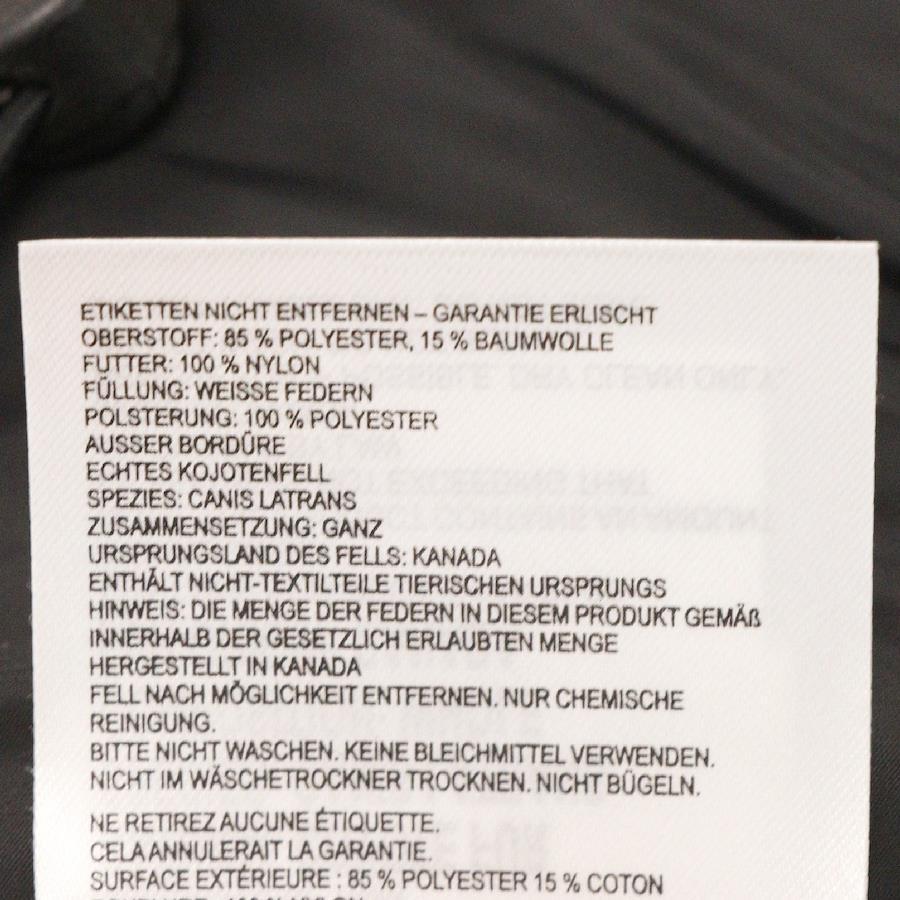 ETIKETTEN NICHT ENTFERNEN – GARANTIE ERLISCHT
OBERSTOFF: 85 % POLYESTER, 15 % BAUMWOLLE
FUTTER: 100 % NYLON
FÜLLUNG: WEISSE FEDERN
POLSTERUNG: 100 % POLYESTER
AUSSER BORDÜRE
ECHTES KOJOTENFELL
SPEZIES: CANIS LATRANS
ZUSAMMENSETZUNG: GANZ
URSPRUNGSLAND DES FELLS: KANADA
ENTHÄLT NICHT-TEXTILTEILE TIERISCHEN URSPRUNGS
HINWEIS: DIE MENGE DER FEDERN IN DIESEM PRODUKT GEMÄß
INNERHALB DER GESETZLICH ERLAUBTEN MENGE
HERGESTELLT IN KANADA
FELL NACH MÖGLICHKEIT ENTFERNEN. NUR CHEMISCHE
REINIGUNG.
BITTE NICHT WASCHEN. KEINE BLEICHMITTEL VERWENDEN.
NICHT IM WÄSCHETROCKNER TROCKNEN. NICHT BÜGELN.
NE RETIREZ AUCUNE ÉTIQUETTE.
CELA ANNULERAIT LA GARANTIE.
SURFACE EXTÉRIEURE : 85 % POLYESTER 15 % COTON